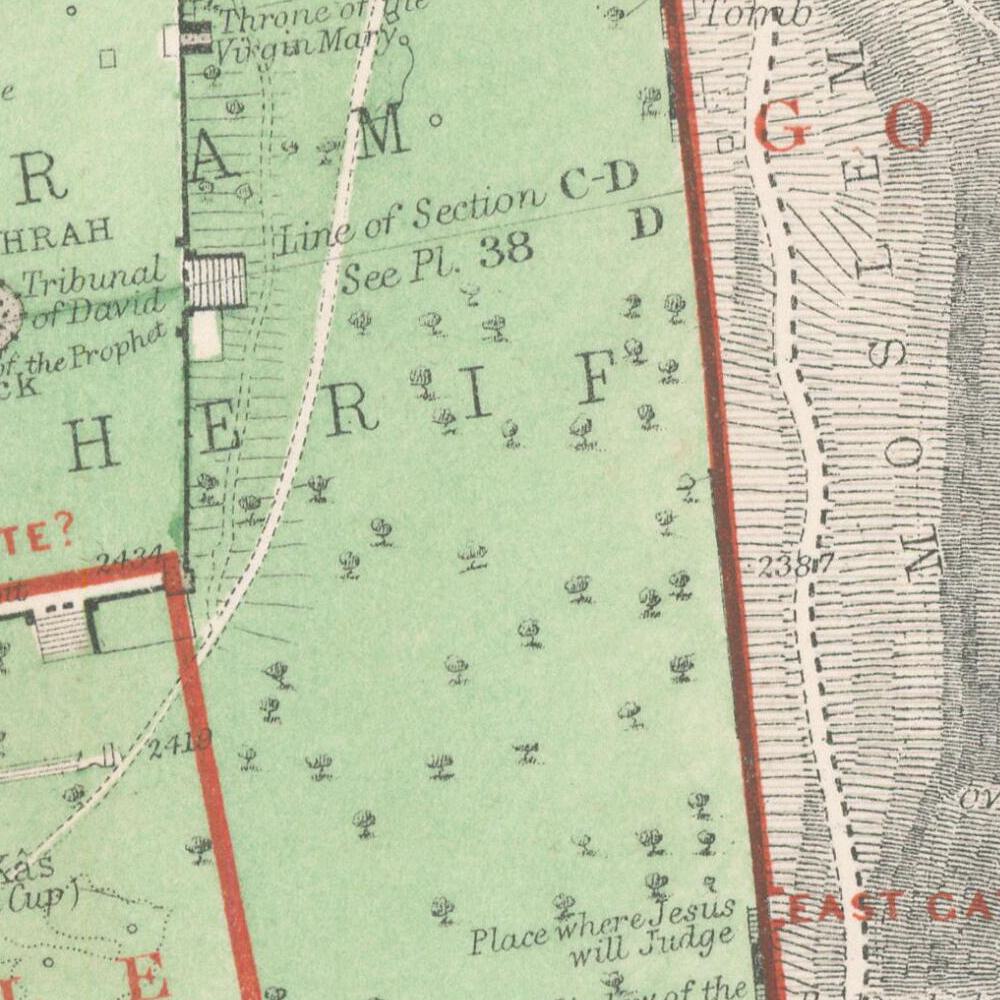 Throne of the
Virgin Mary
Tomb
R A M
G O
MOSLEM
HRAH
Line of Section C-D
D
See Pl. 38
Tribunal
of David
of the Prophet
ck
H E R I F
TE?
2434
2387
2419
Cup)
E
EAST GA
Place where Jesus
will Judge
of the